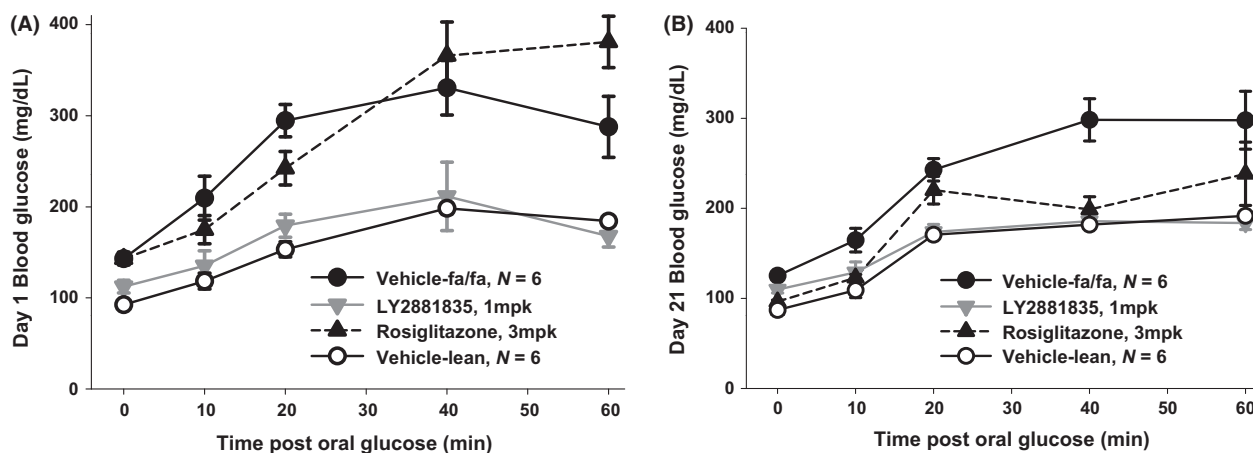 (A)
Day 1 Blood glucose (mg/dL)
400
300
200
100
0
Vehicle-fa/fa, N = 6
LY2881835, 1mpk
Rosiglitazone, 3mpk
Vehicle-lean, N = 6
0 10 20 30 40 50 60
Time post oral glucose (min)
(B)
Day 21 Blood glucose (mg/dL)
400
300
200
100
0
Vehicle-fa/fa, N = 6
LY2881835, 1mpk
Rosiglitazone, 3mpk
Vehicle-lean, N = 6
0 10 20 30 40 50 60
Time post oral glucose (min)